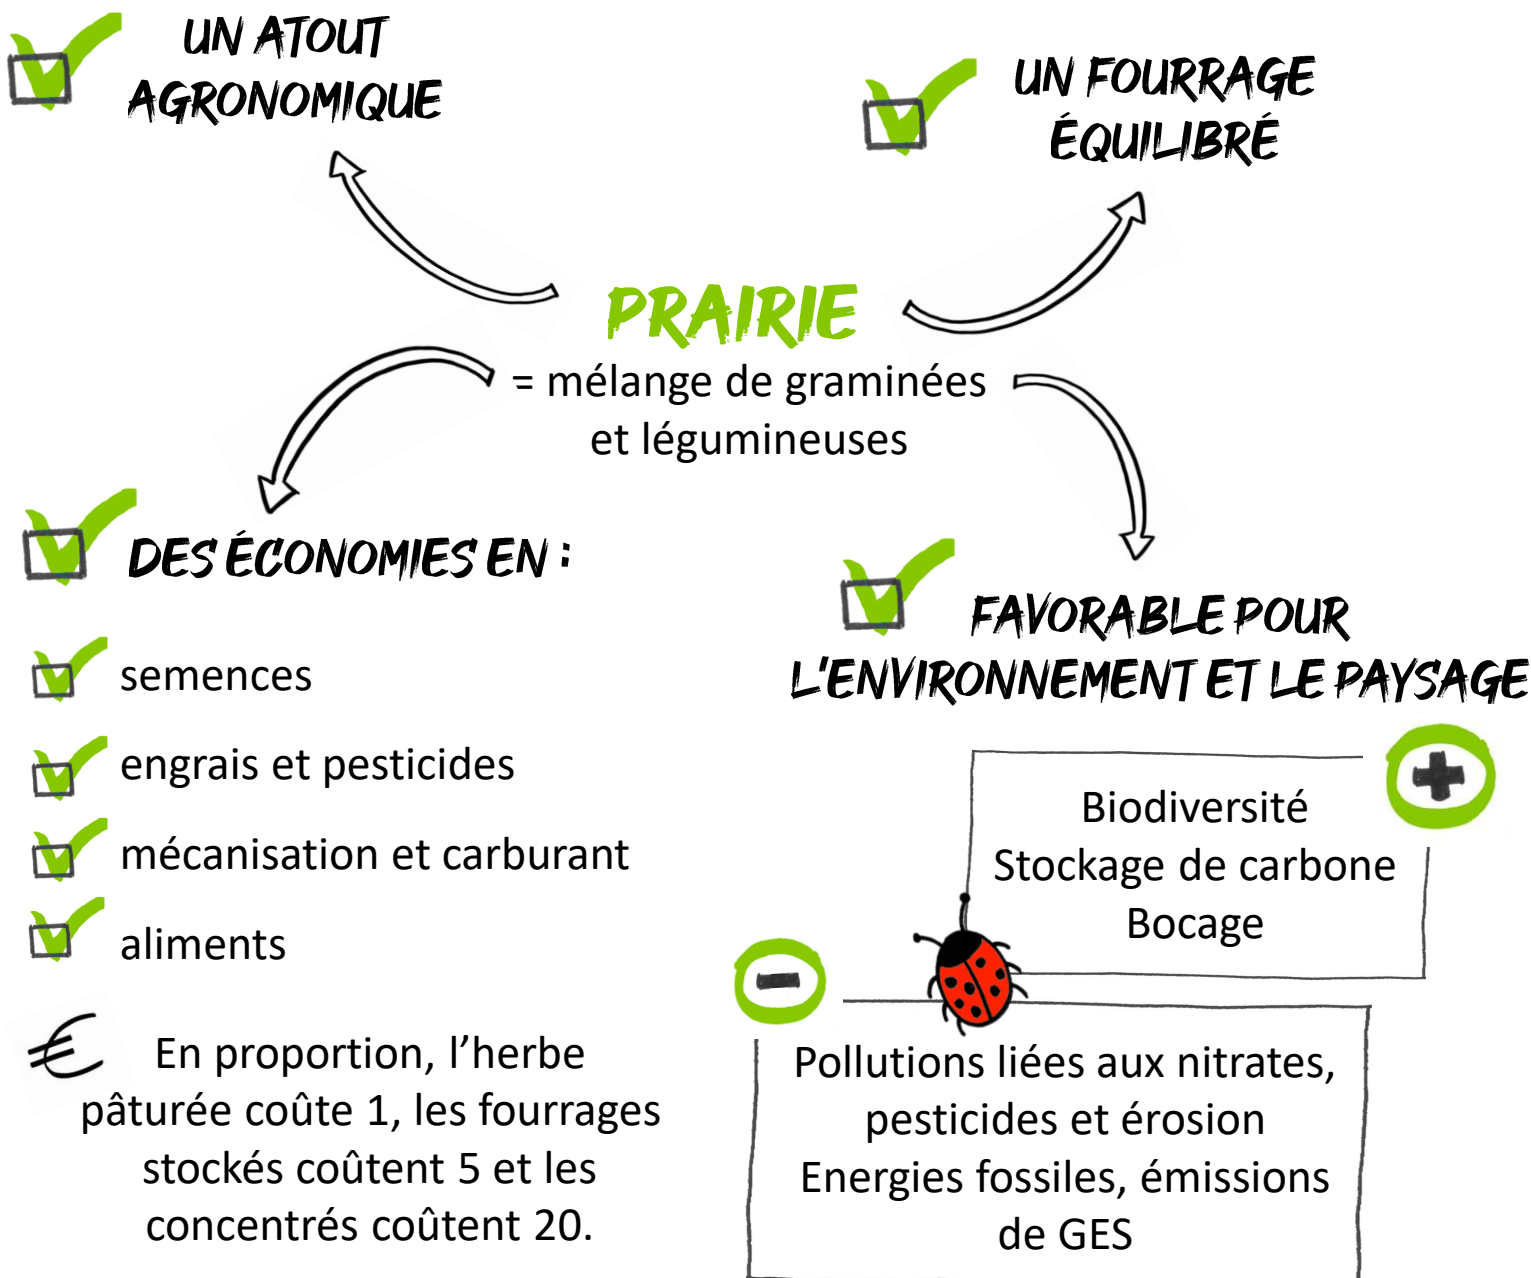 UN ATOUT
AGRONOMIQUE
UN FOURRAGE
ÉQUILIBRÉ
PRAIRIE
= mélange de graminées
et légumineuses
DES ÉCONOMIES EN :
semences
engrais et pesticides
mécanisation et carburant
aliments
€ En proportion, l’herbe
pâturée coûte 1, les fourrages
stockés coûtent 5 et les
concentrés coûtent 20.
FAVORABLE POUR
L'ENVIRONNEMENT ET LE PAYSAGE
+
Biodiversité
Stockage de carbone
Bocage
-
Pollutions liées aux nitrates,
pesticides et érosion
Energies fossiles, émissions
de GES